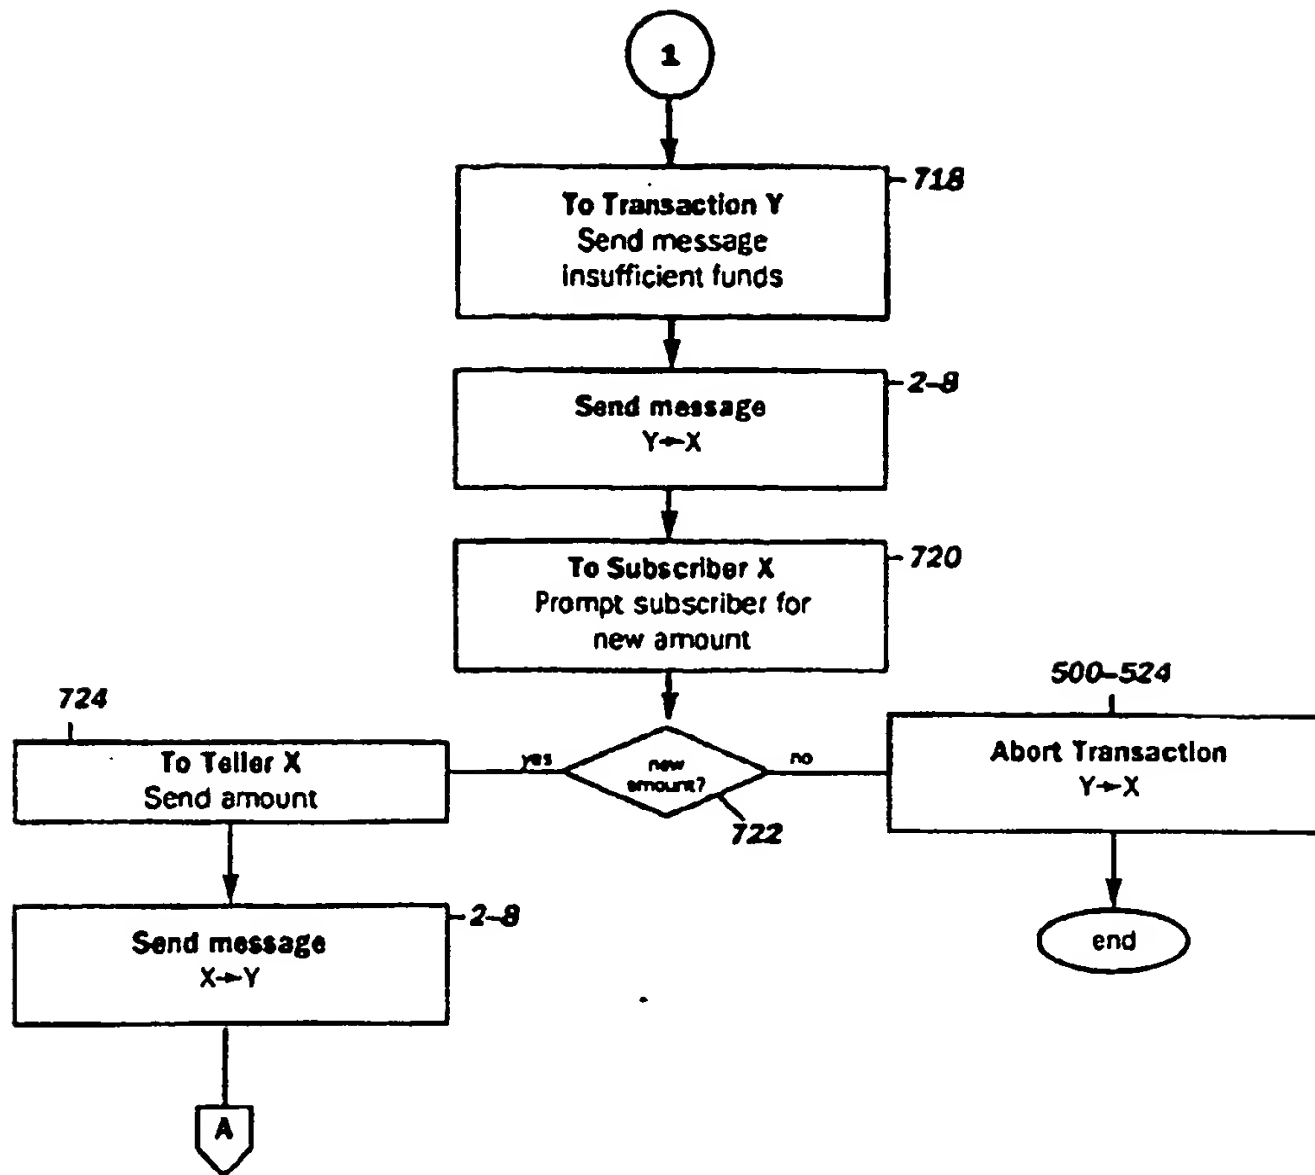 1
718
To Transaction Y
Send message
insufficient funds
2-8
Send message
Y→X
720
To Subscriber X
Prompt subscriber for
new amount
500-524
724
To Teller X
Send amount
yes
new
amount?
no
722
Abort Transaction
Y→X
2-8
Send message
X→Y
end
A